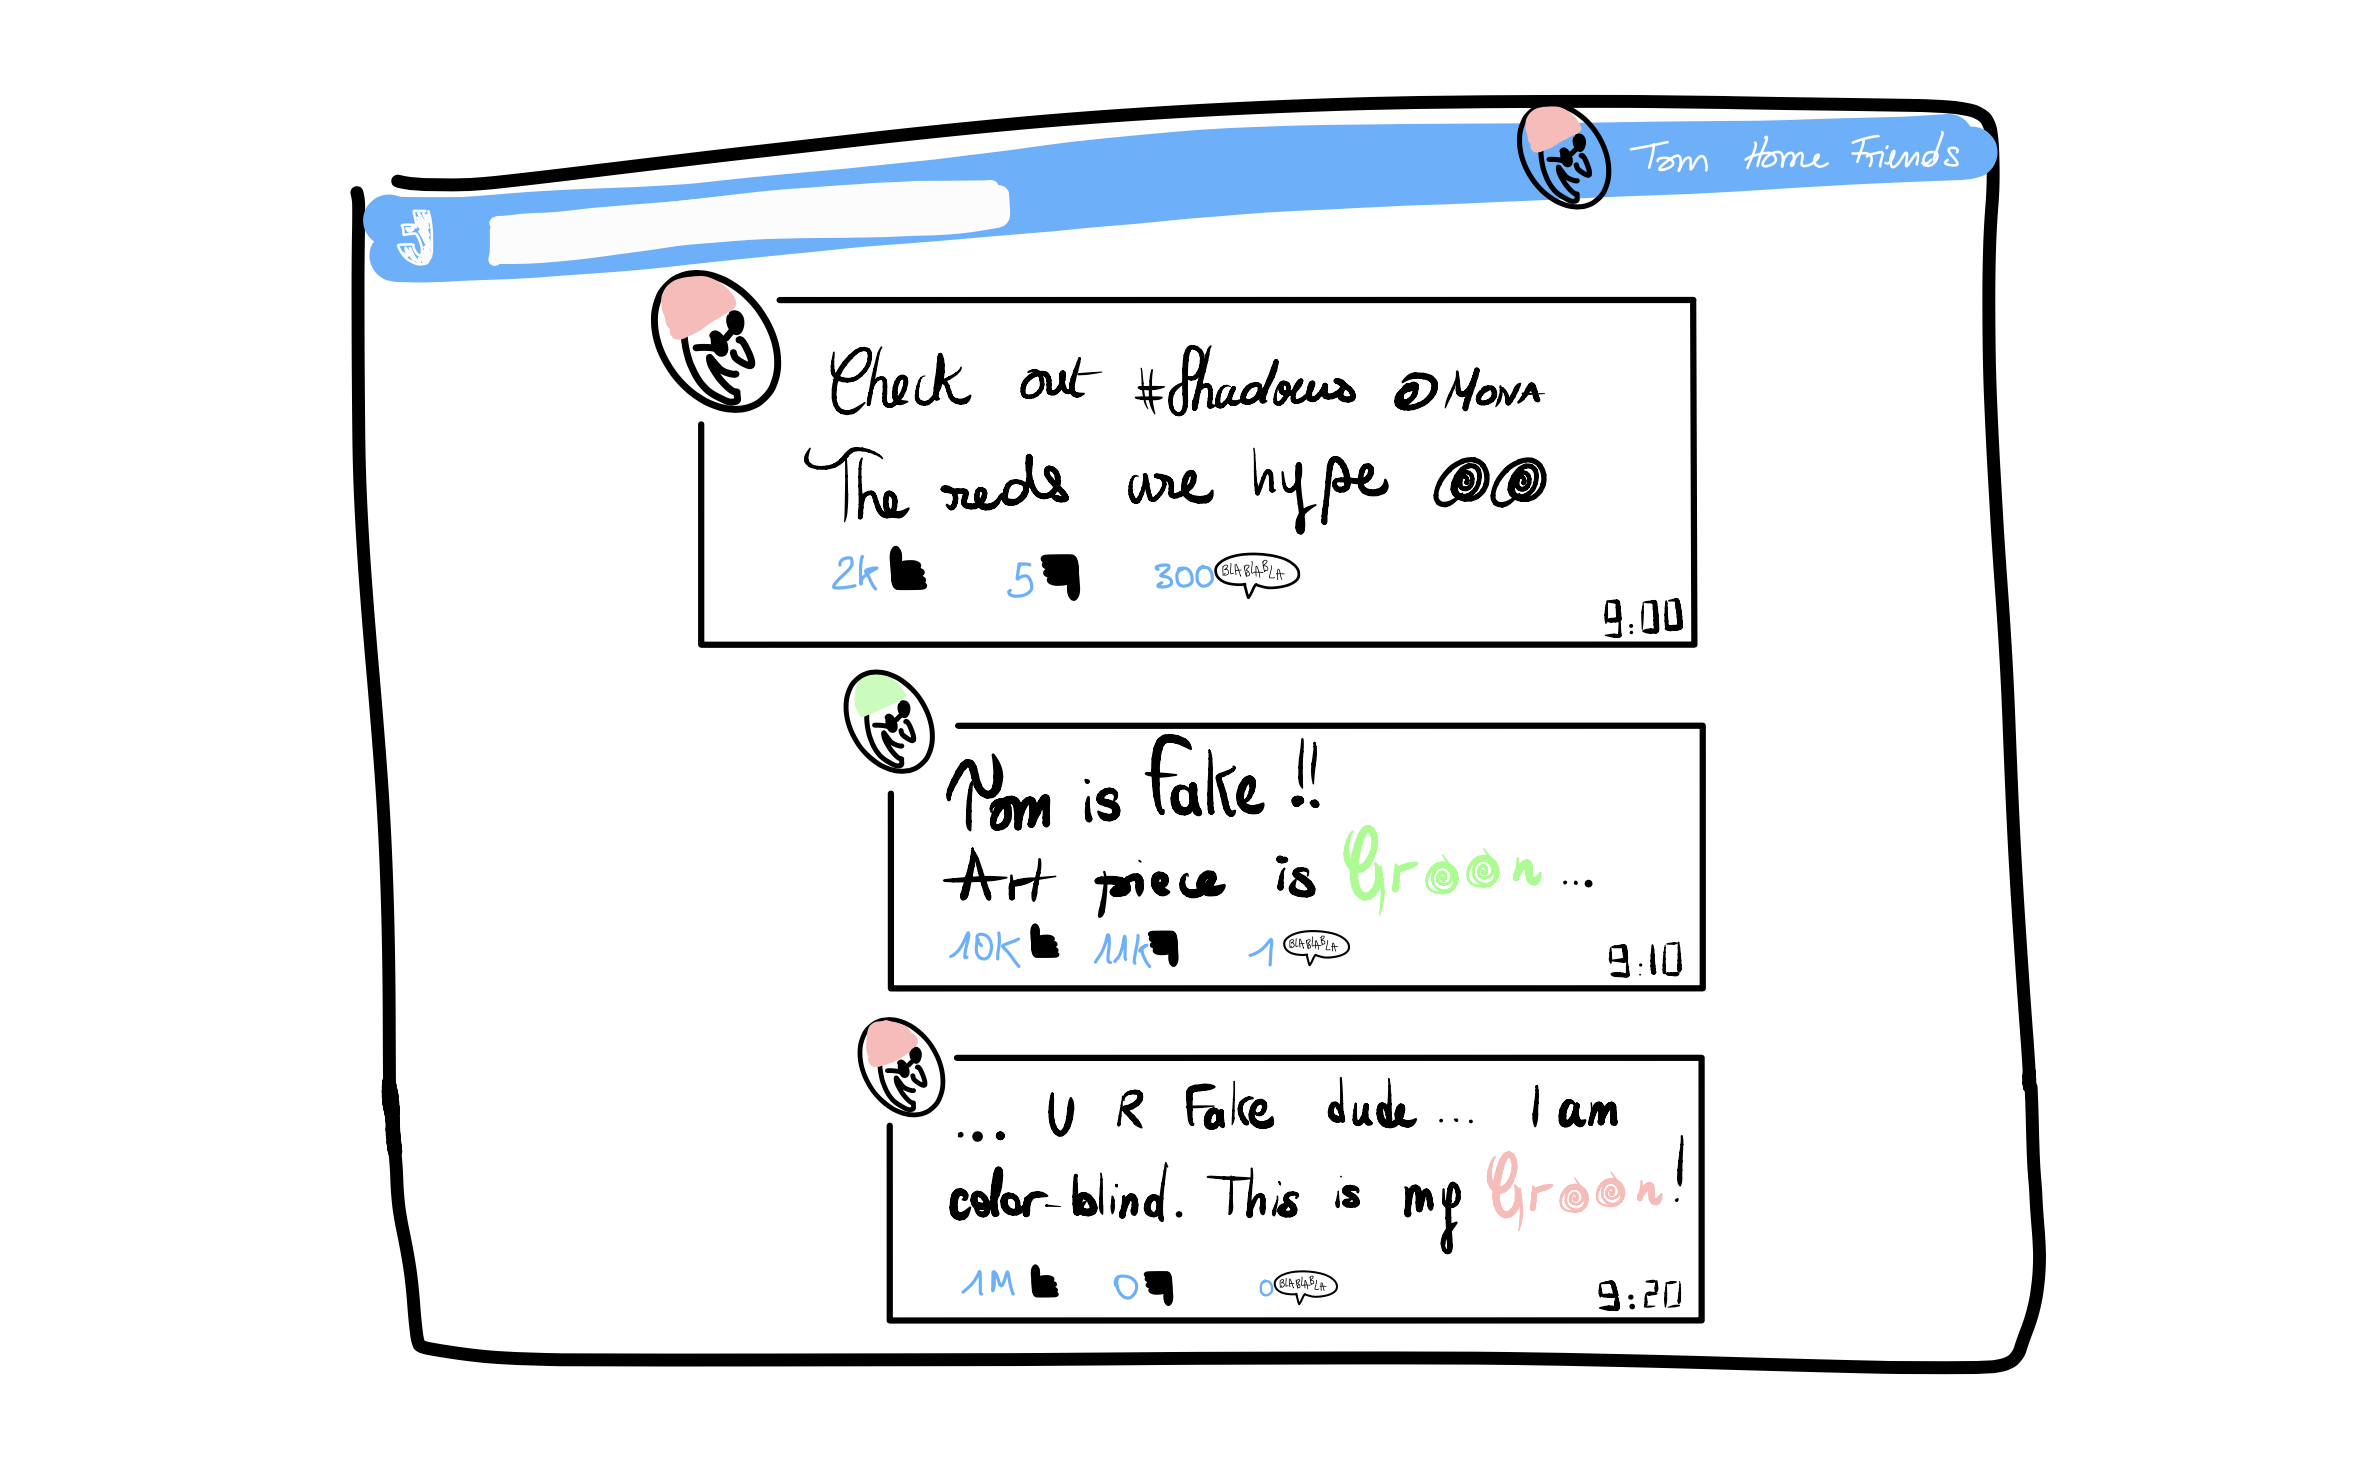 Tom Home Friends
Check out #Shadows @MONA
The reds are hype
2k 5 300 BLABLABLA
9:00
Tom is Fake !!
Art piece is Groon ...
10K 11K 1 BLABLABLA
9:10
... U R Fake dude ... I am
color-blind. This is my Groon!
1M 0 0 BLABLABLA
9:20